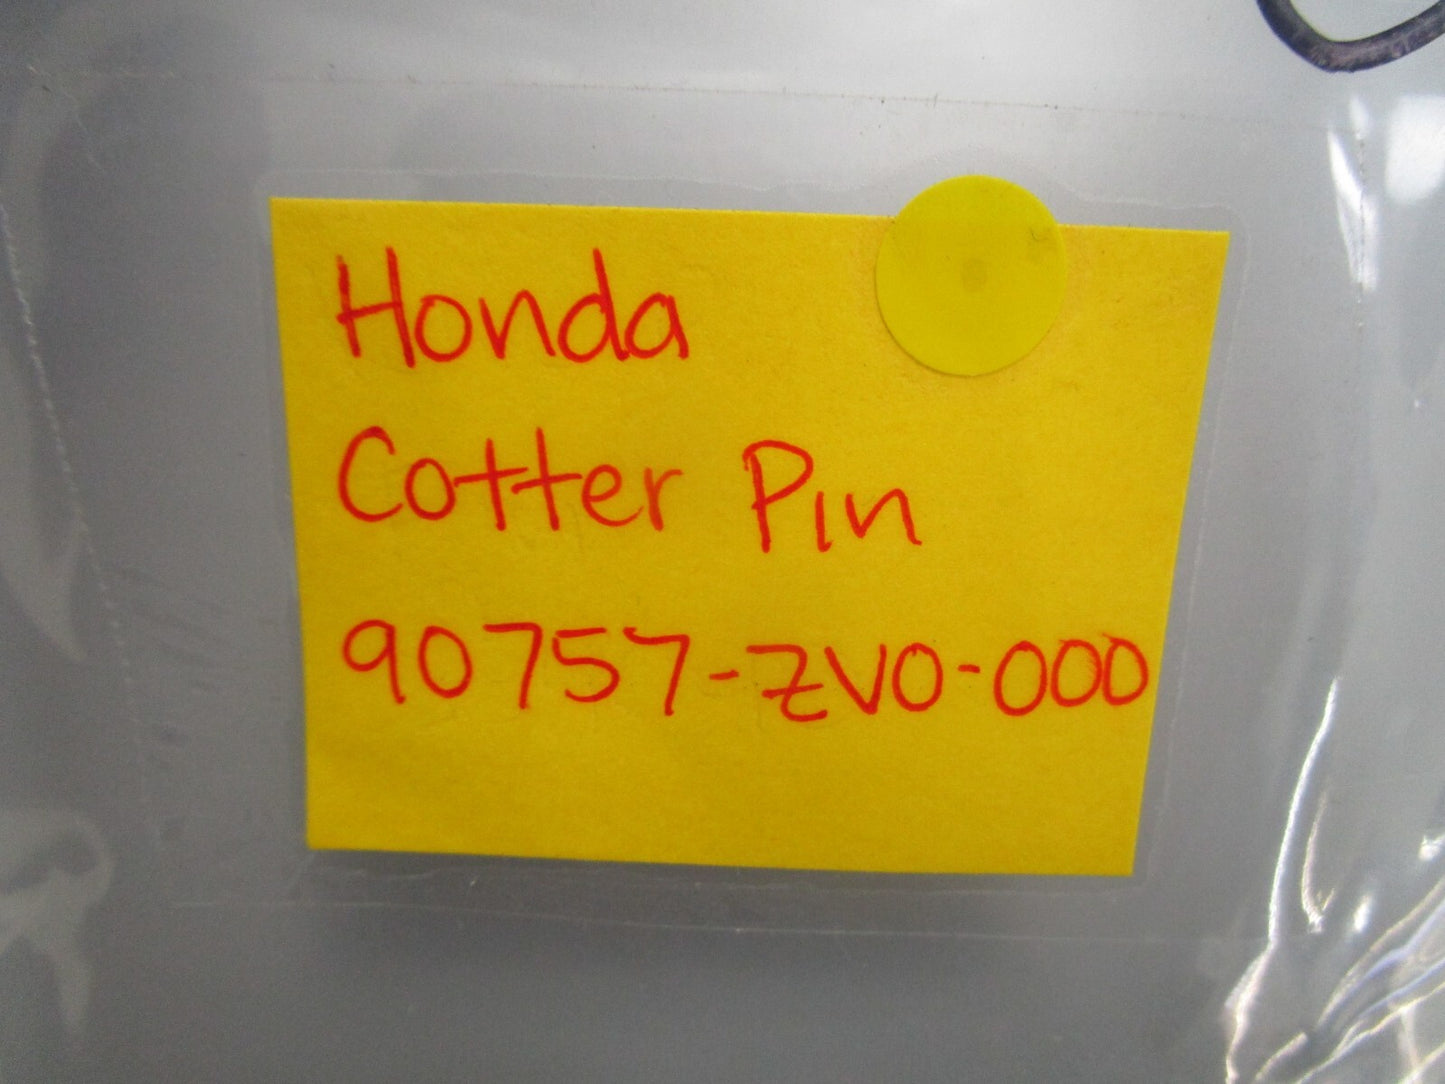 Honda
Cotter Pin
90757-ZV0-000